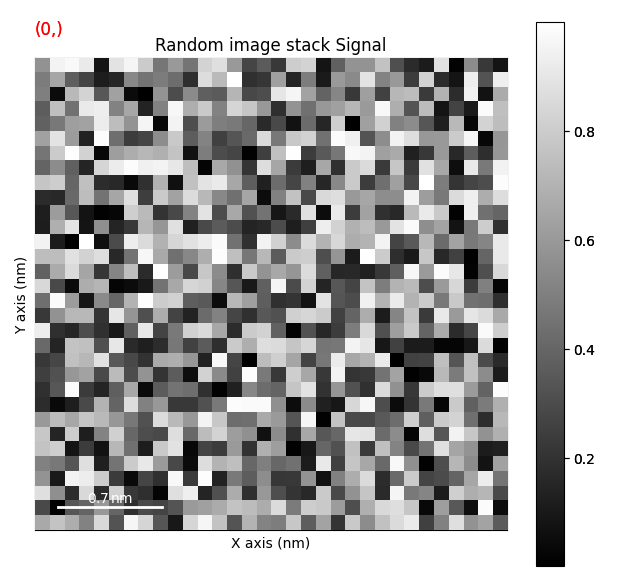 (0,)
Random image stack Signal
0.8
0.6
0.4
0.2
Y axis (nm)
0.7 nm
X axis (nm)